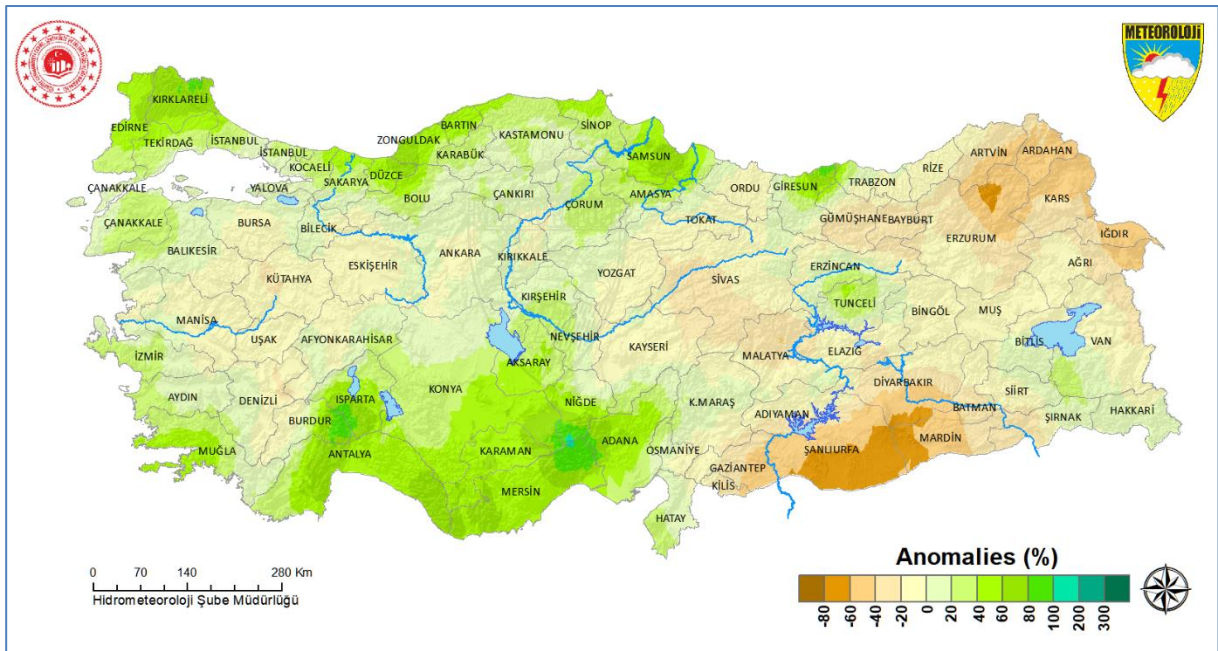 METEOROLOJİ
KIRKLARELİ
EDİRNE
TEKİRDAĞ
İSTANBUL
İSTANBUL
KOCAELİ
YALOVA
SAKARYA
DÜZCE
ZONGULDAK
BARTIN
KARABÜK
KASTAMONU
SİNOP
SAMSUN
BOLU
ÇANKIRI
ÇORUM
AMASYA
ORDU
GİRESUN
TRABZON
RİZE
ARTVİN
ARDAHAN
KARS
ÇANAKKALE
ÇANAKKALE
BALIKESİR
BURSA
BİLECİK
ESKİŞEHİR
ANKARA
KIRIKKALE
YOZGAT
TOKAT
SİVAS
GÜMÜŞHANE
BAYBURT
ERZURUM
IĞDIR
AĞRI
ERZİNCAN
TUNCELİ
BİNGÖL
MUŞ
KÜTAHYA
MANİSA
UŞAK
AFYONKARAHİSAR
KIRŞEHİR
NEVŞEHİR
KAYSERİ
MALATYA
ELAZIĞ
BİTLİS
VAN
İZMİR
AYDIN
DENİZLİ
BURDUR
ISPARTA
KONYA
AKSARAY
NİĞDE
K.MARAŞ
ADIYAMAN
DİYARBAKIR
BATMAN
SİİRT
ŞIRNAK
HAKKARİ
MUĞLA
ANTALYA
KARAMAN
MERSİN
ADANA
OSMANİYE
GAZİANTEP
KİLİS
ŞANLIURFA
MARDİN
HATAY
0 70 140 280 Km
Hidrometeoroloji Şube Müdürlüğü
Anomalies (%)
-80 -60 -40 -20 0 20 40 60 80 100 200 300